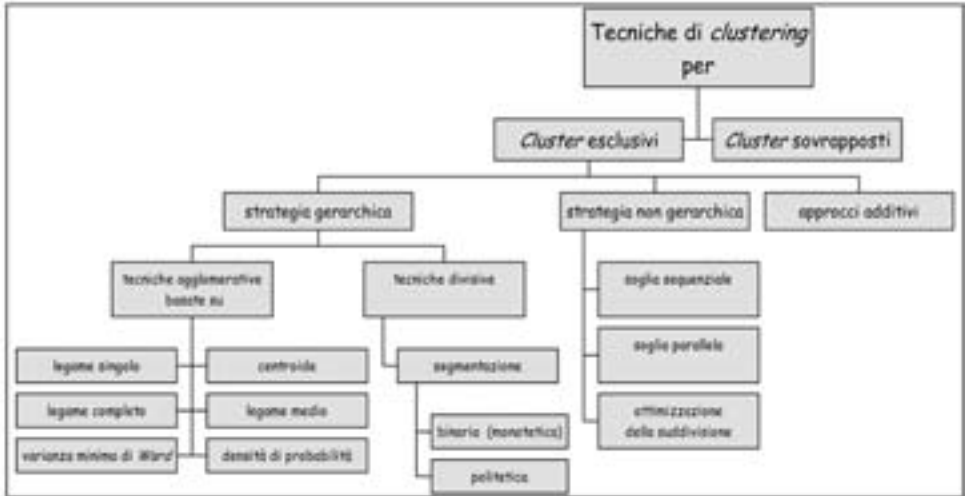 Tecniche di clustering
per
Cluster esclusivi
Cluster sovrapposti
strategia gerarchica
strategia non gerarchica
approcci additivi
tecniche agglomerative
basate su
tecniche divisive
soglia sequenziale
soglia parallela
ottimizzazione
della suddivisione
legame singolo
centroide
segmentazione
legame completo
legame medio
binaria (monotetica)
varianza minima di Ward
densità di probabilità
politetica